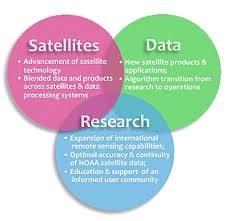 Satellites
• Advancement of satellite
technology
• Blended data and products
across satellites & data
processing systems
Data
• New satellite products &
applications;
• Algorithm transition from
research to operations
Research
• Expansion of international
remote sensing capabilities;
• Optimal accuracy & continuity
of NOAA satellite data;
• Education & support of an
informed user community